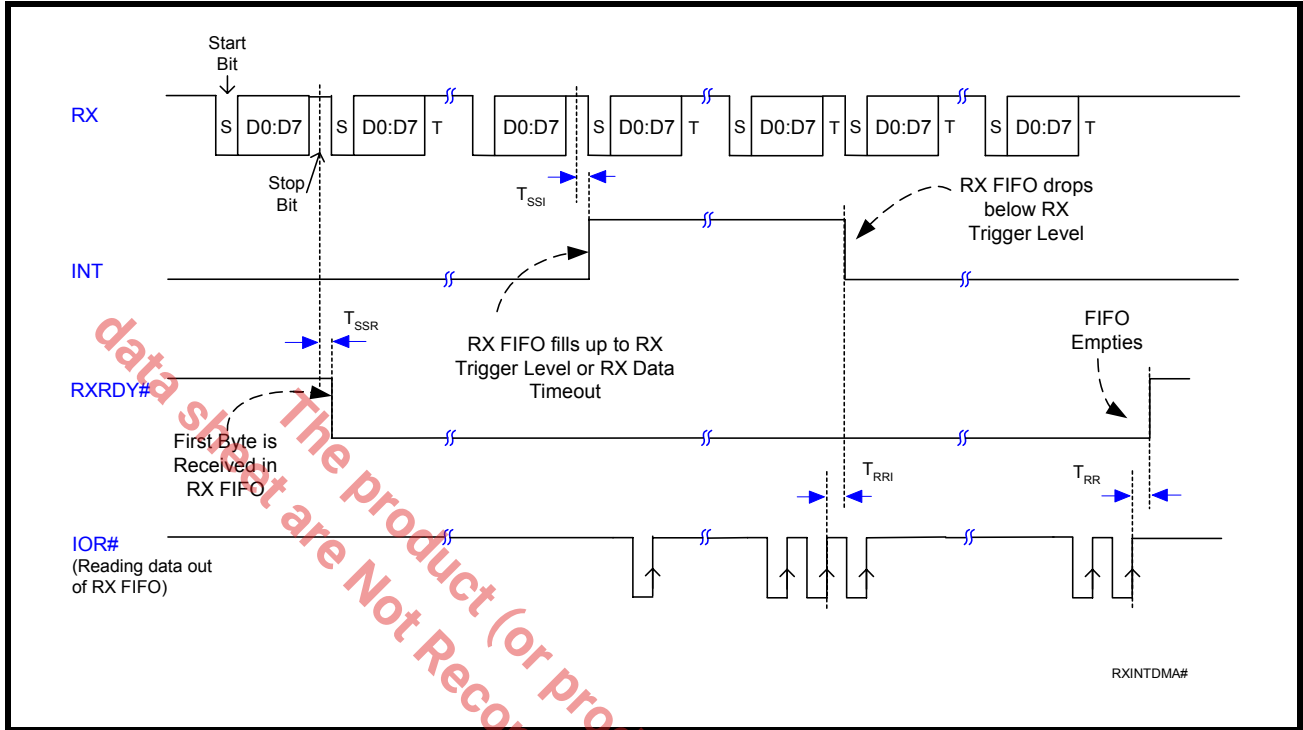 Start
Bit
RX
S D0:D7 S D0:D7 T D0:D7 S D0:D7 T S D0:D7 T S D0:D7 T S D0:D7 T
Stop
Bit
TSSI
RX FIFO drops
below RX
Trigger Level
INT
TSSR
RX FIFO fills up to RX
Trigger Level or RX Data
Timeout
FIFO
Empties
RXRDY#
First Byte is
Received in
RX FIFO
TRRI
TRR
IOR#
(Reading data out
of RX FIFO)
RXINTDMA#
The product (or pro
data sheet are Not Reco